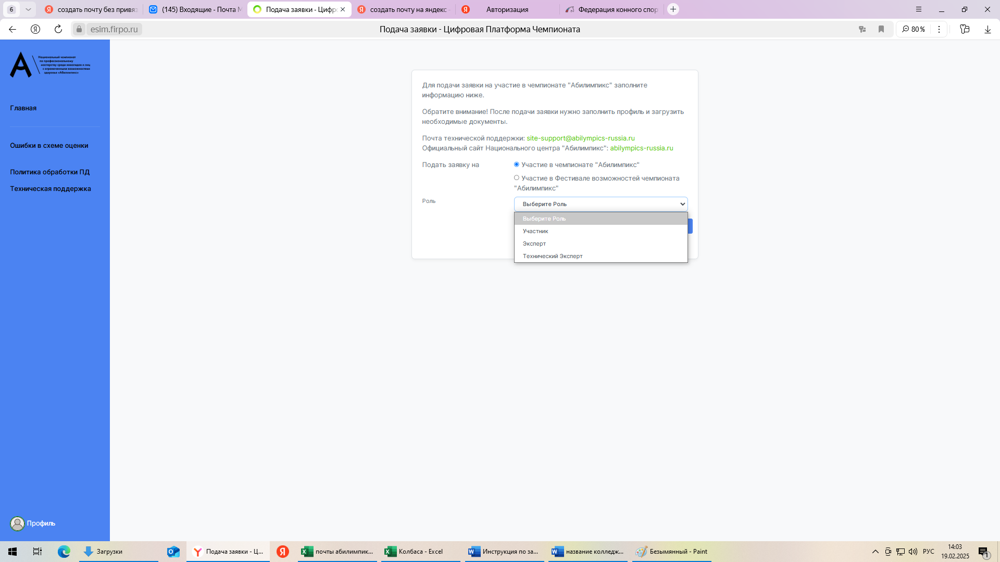 6
создать почту без привяз
(145) Входящие - Почта М
Подача заявки - Цифро
создать почту на яндекс -
Авторизация
Федерация конного спор
esim.firpo.ru
Подача заявки - Цифровая Платформа Чемпионата
80 %
Национальный чемпионат
по профессиональному
мастерству среди инвалидов и лиц
с ограниченными возможностями
здоровья «Абилимпикс»
Главная
Ошибки в схеме оценки
Политика обработки ПД
Техническая поддержка
Для подачи заявки на участие в чемпионате "Абилимпикс" заполните
информацию ниже.
Обратите внимание! После подачи заявки нужно заполнить профиль и загрузить
необходимые документы.
Почта технической поддержки: site-support@abilympics-russia.ru
Официальный сайт Национального центра "Абилимпикс": abilympics-russia.ru
Подать заявку на
Участие в чемпионате "Абилимпикс"
Участие в Фестивале возможностей чемпионата
"Абилимпикс"
Роль
Выберите Роль
Выберите Роль
Участник
Эксперт
Технический Эксперт
Профиль
Загрузки
Подача заявки - Ц...
почты абилимпик...
Колбаса - Excel
Инструкция по за...
название колледж...
Безымянный - Paint
РУС
14:03
19.02.2025
1